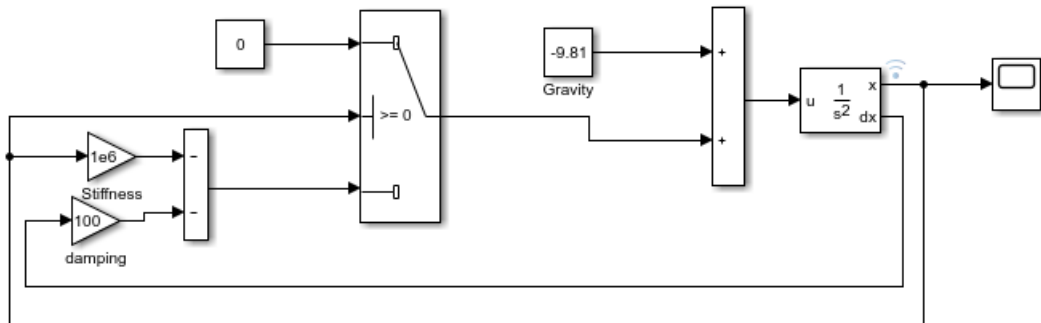 0
>= 0
-9.81
Gravity
+
+
u
1
s2
x
dx
1e6
Stiffness
100
damping
-
-